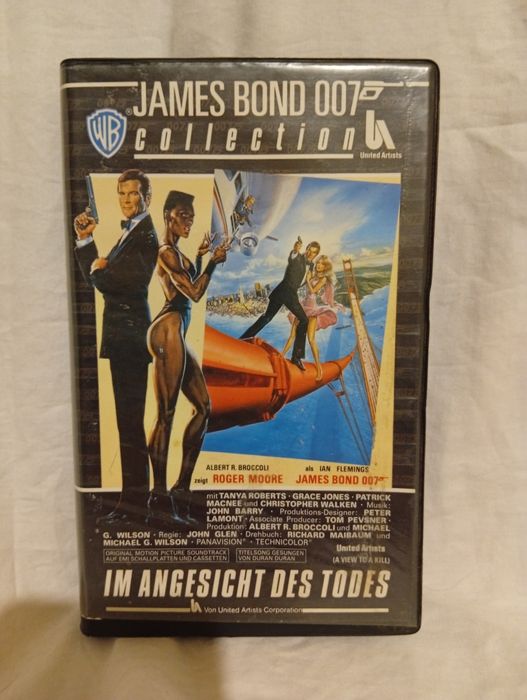 JAMES BOND 007
WB
®
collection
United Artists
ALBERT R. BROCCOLI als IAN FLEMINGS
zeigt ROGER MOORE JAMES BOND 007
mit TANYA ROBERTS · GRACE JONES · PATRICK
MACNEE und CHRISTOPHER WALKEN · Musik:
JOHN BARRY · Produktions-Designer: PETER
LAMONT · Associate Producer: TOM PEVSNER
Produktion: ALBERT R. BROCCOLI und MICHAEL
G. WILSON · Regie: JOHN GLEN · Drehbuch: RICHARD MAIBAUM und
MICHAEL G. WILSON · PANAVISION® · TECHNICOLOR®
United Artists
ORIGINAL MOTION PICTURE SOUNDTRACK
AUF EMI SCHALLPLATTEN UND CASSETTEN
TITELSONG GESUNGEN
VON DURAN DURAN
(A VIEW TO A KILL)
IM ANGESICHT DES TODES
Von United Artists Corporation